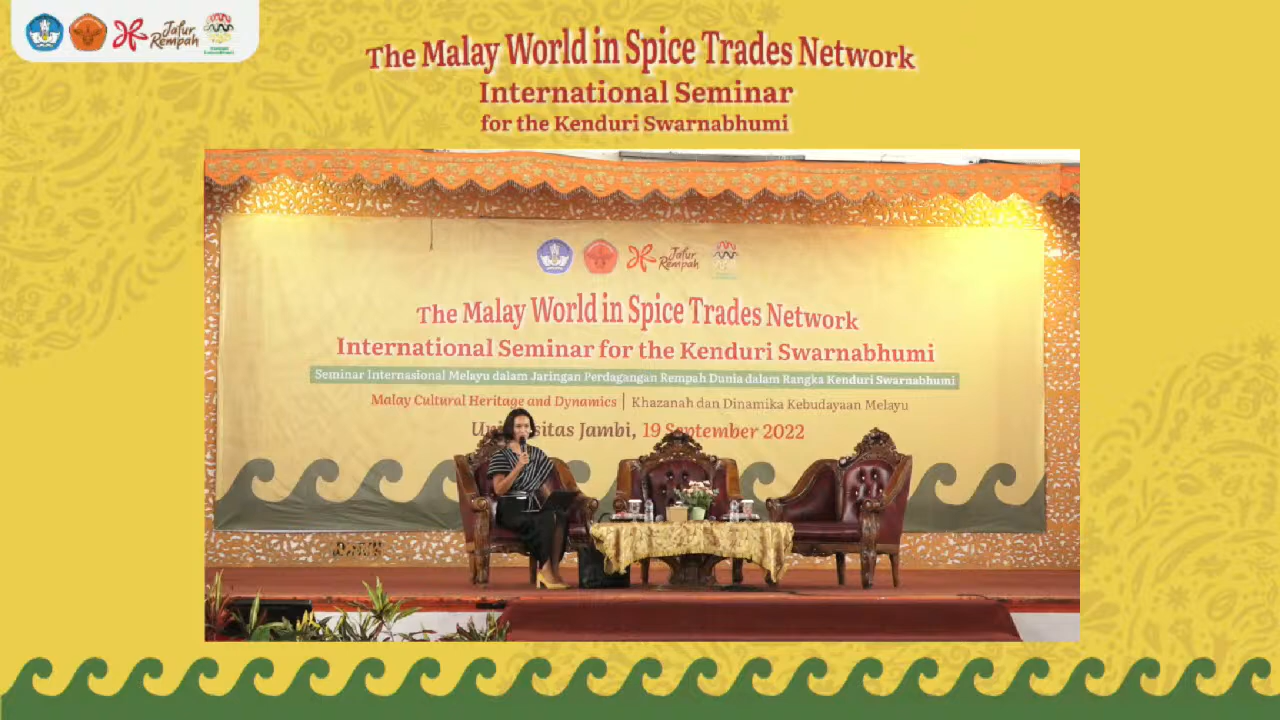 Jalur
Rempah
The Malay World in Spice Trades Network
International Seminar
for the Kenduri Swarnabhumi
Jalur
Rempah
The Malay World in Spice Trades Network
International Seminar for the Kenduri Swarnabhumi
Seminar Internasional Melayu dalam Jaringan Perdagangan Rempah Dunia dalam Rangka Kenduri Swarnabhumi
Malay Cultural Heritage and Dynamics | Khazanah dan Dinamika Kebudayaan Melayu
Universitas Jambi, 19 September 2022